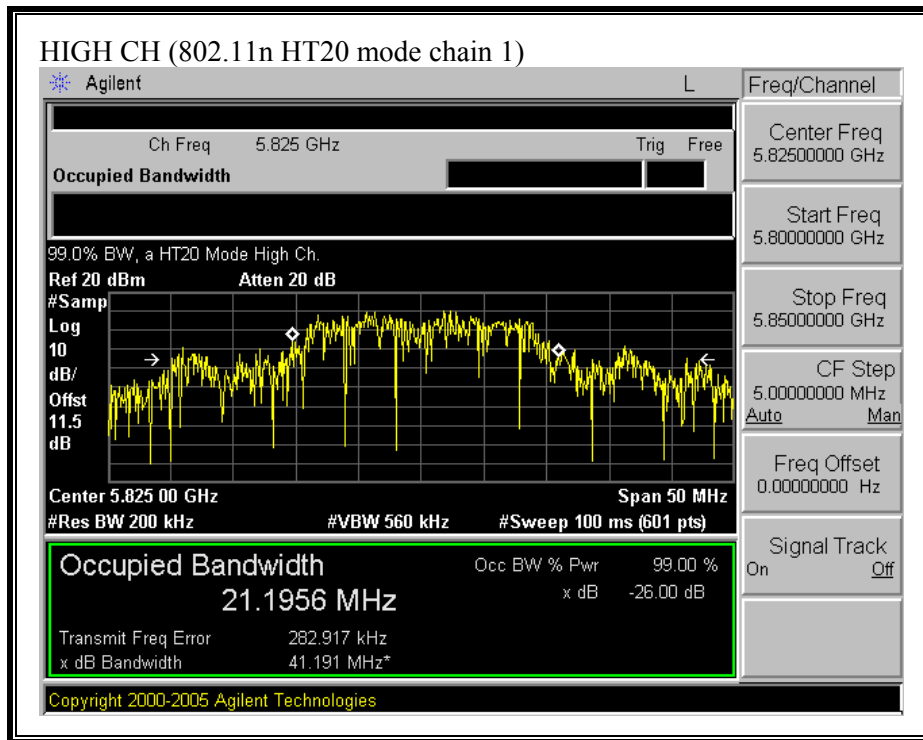 HIGH CH (802.11n HT20 mode chain 1)
Agilent L Freq/Channel
Ch Freq 5.825 GHz Trig Free
Occupied Bandwidth
Center Freq
5.82500000 GHz
Start Freq
5.80000000 GHz
Stop Freq
5.85000000 GHz
CF Step
5.00000000 MHz
Auto Man
Freq Offset
0.00000000 Hz
Signal Track
On Off
99.0% BW, a HT20 Mode High Ch.
Ref 20 dBm Atten 20 dB
#Samp
Log
10
dB/
Offst
11.5
dB
Center 5.825 00 GHz Span 50 MHz
#Res BW 200 kHz #VBW 560 kHz #Sweep 100 ms (601 pts)
Occupied Bandwidth Occ BW % Pwr 99.00 %
21.1956 MHz x dB -26.00 dB
Transmit Freq Error 282.917 kHz
x dB Bandwidth 41.191 MHz*
Copyright 2000-2005 Agilent Technologies